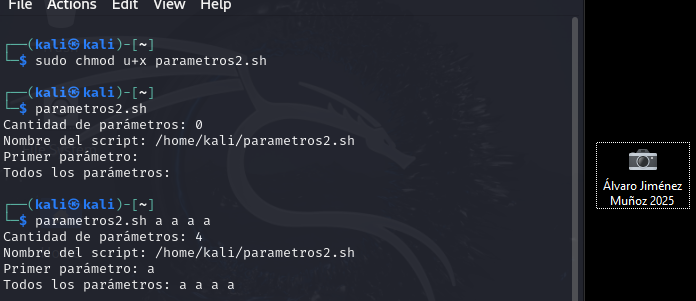 File Actions Edit View Help
┌──(kali㉿kali)-[~]
└─$ sudo chmod u+x parametros2.sh
┌──(kali㉿kali)-[~]
└─$ parametros2.sh
Cantidad de parámetros: 0
Nombre del script: /home/kali/parametros2.sh
Primer parámetro:
Todos los parámetros:
┌──(kali㉿kali)-[~]
└─$ parametros2.sh a a a a
Cantidad de parámetros: 4
Nombre del script: /home/kali/parametros2.sh
Primer parámetro: a
Todos los parámetros: a a a a
Álvaro Jiménez
Muñoz 2025